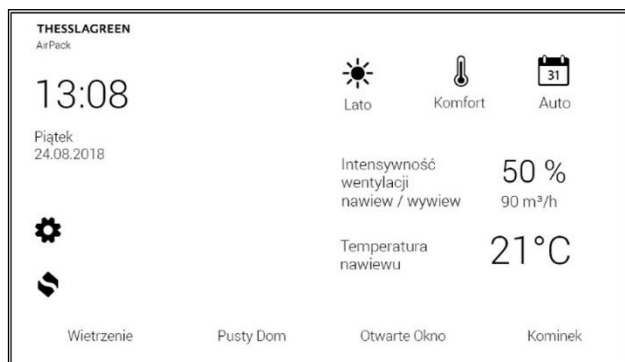 THESSLAGREEN
AirPack
13:08
Piątek
24.08.2018
31
Lato
Komfort
Auto
Intensywność
wentylacji
nawiew / wywiew
50 %
90 m³/h
Temperatura
nawiewu
21°C
Wietrzenie
Pusty Dom
Otwarte Okno
Kominek